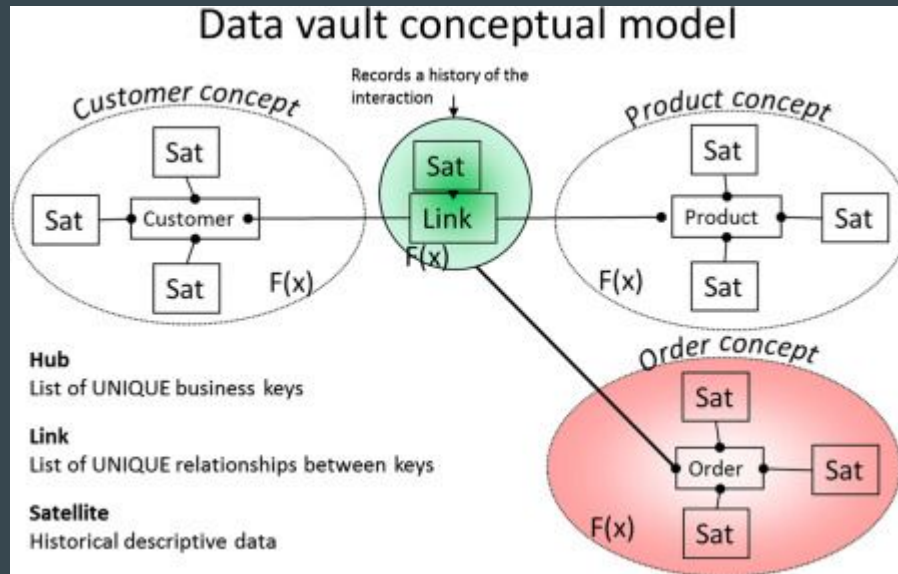 Data vault conceptual model
Records a history of the
interaction
Customer concept
Sat
Sat
Customer
Sat
F(x)
Sat
Link
F(x)
Product concept
Sat
Product
Sat
Sat
F(x)
Hub
List of UNIQUE business keys
Link
List of UNIQUE relationships between keys
Satellite
Historical descriptive data
Order concept
Sat
Order
Sat
Sat
F(x)